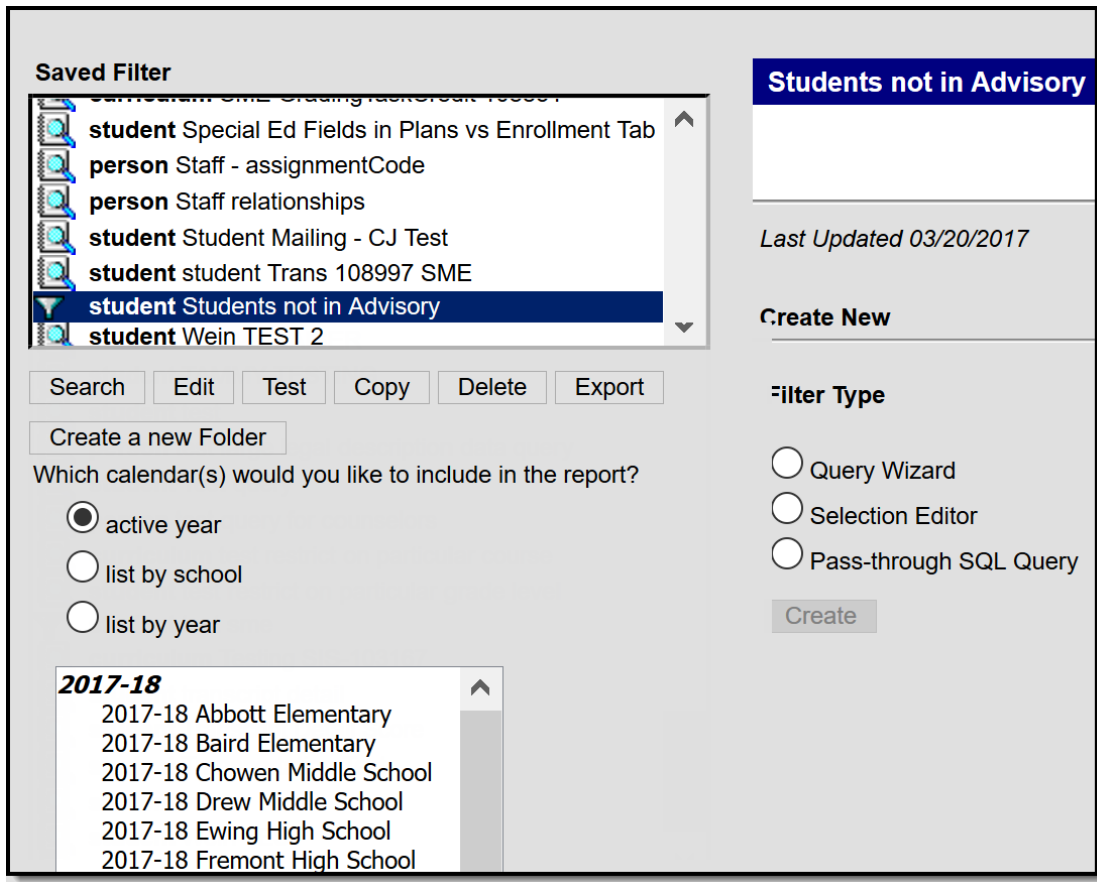 Saved Filter
student Special Ed Fields in Plans vs Enrollment Tab
person Staff - assignmentCode
person Staff relationships
student Student Mailing - CJ Test
student student Trans 108997 SME
student Students not in Advisory
student Wein TEST 2
Search Edit Test Copy Delete Export
Create a new Folder
Which calendar(s) would you like to include in the report?
active year
list by school
list by year
2017-18
2017-18 Abbott Elementary
2017-18 Baird Elementary
2017-18 Chowen Middle School
2017-18 Drew Middle School
2017-18 Ewing High School
2017-18 Fremont High School
Students not in Advisory
Last Updated 03/20/2017
Create New
Filter Type
Query Wizard
Selection Editor
Pass-through SQL Query
Create